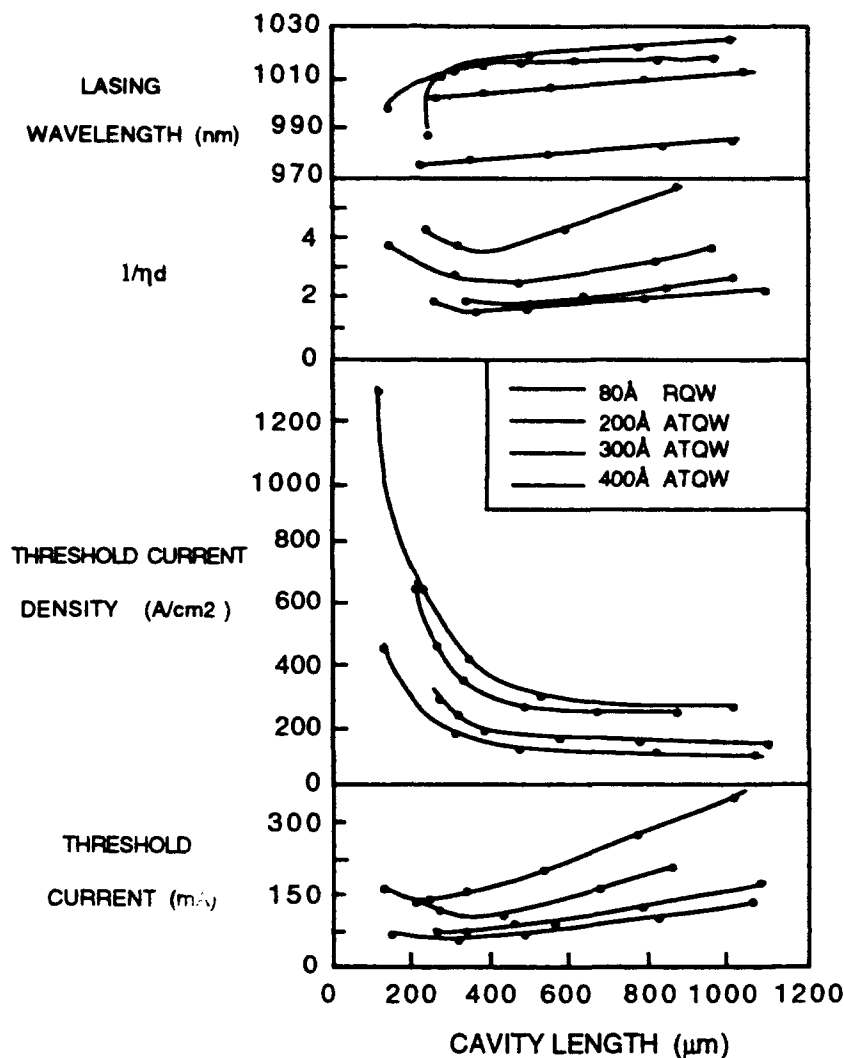 1030
1010
990
970
LASING
WAVELENGTH (nm)
4
2
0
1/ηd
80Å RQW
200Å ATQW
300Å ATQW
400Å ATQW
1200
1000
800
600
400
200
0
THRESHOLD CURRENT
DENSITY (A/cm2 )
300
150
0
THRESHOLD
CURRENT
0 200 400 600 800 1000 1200
CAVITY LENGTH (μm)